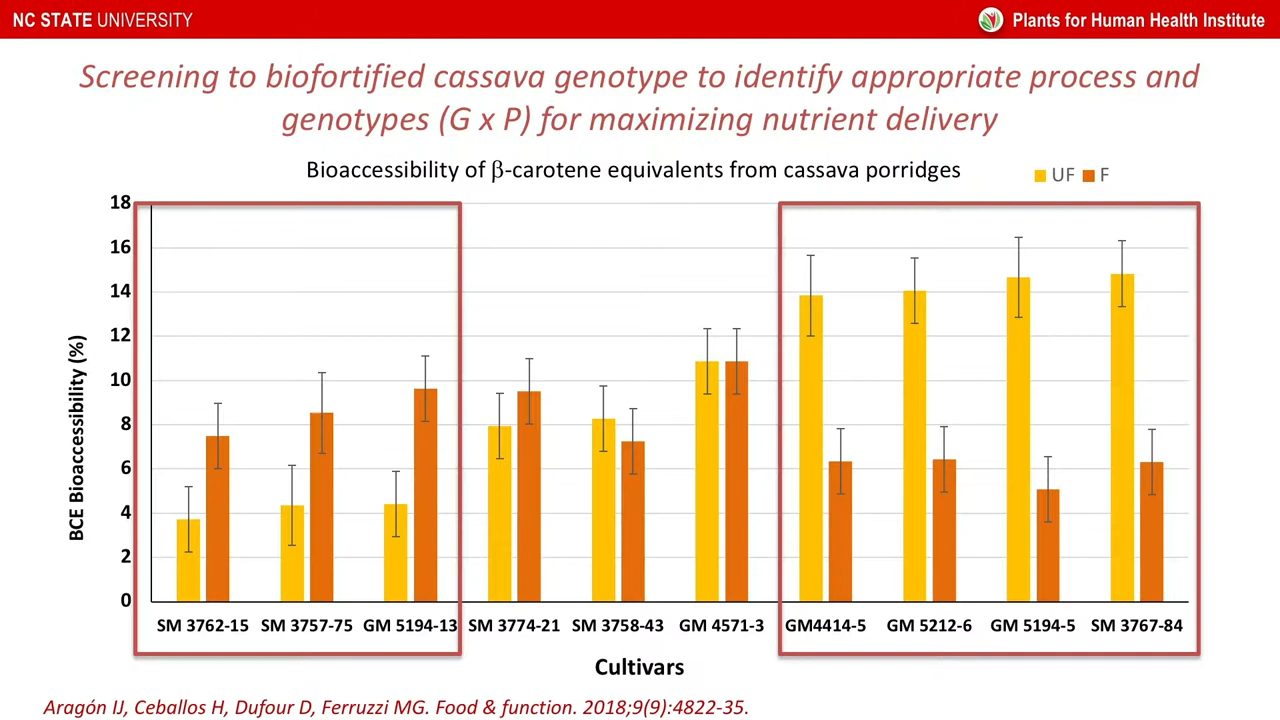 NC STATE UNIVERSITY
Plants for Human Health Institute
Screening to biofortified cassava genotype to identify appropriate process and
genotypes (G x P) for maximizing nutrient delivery
Bioaccessibility of β-carotene equivalents from cassava porridges
UF F
18
16
14
12
10
8
6
4
2
0
BCE Bioaccessibility (%)
SM 3762-15 SM 3757-75 GM 5194-13 SM 3774-21 SM 3758-43 GM 4571-3 GM4414-5 GM 5212-6 GM 5194-5 SM 3767-84
Cultivars
Aragón IJ, Ceballos H, Dufour D, Ferruzzi MG. Food & function. 2018;9(9):4822-35.